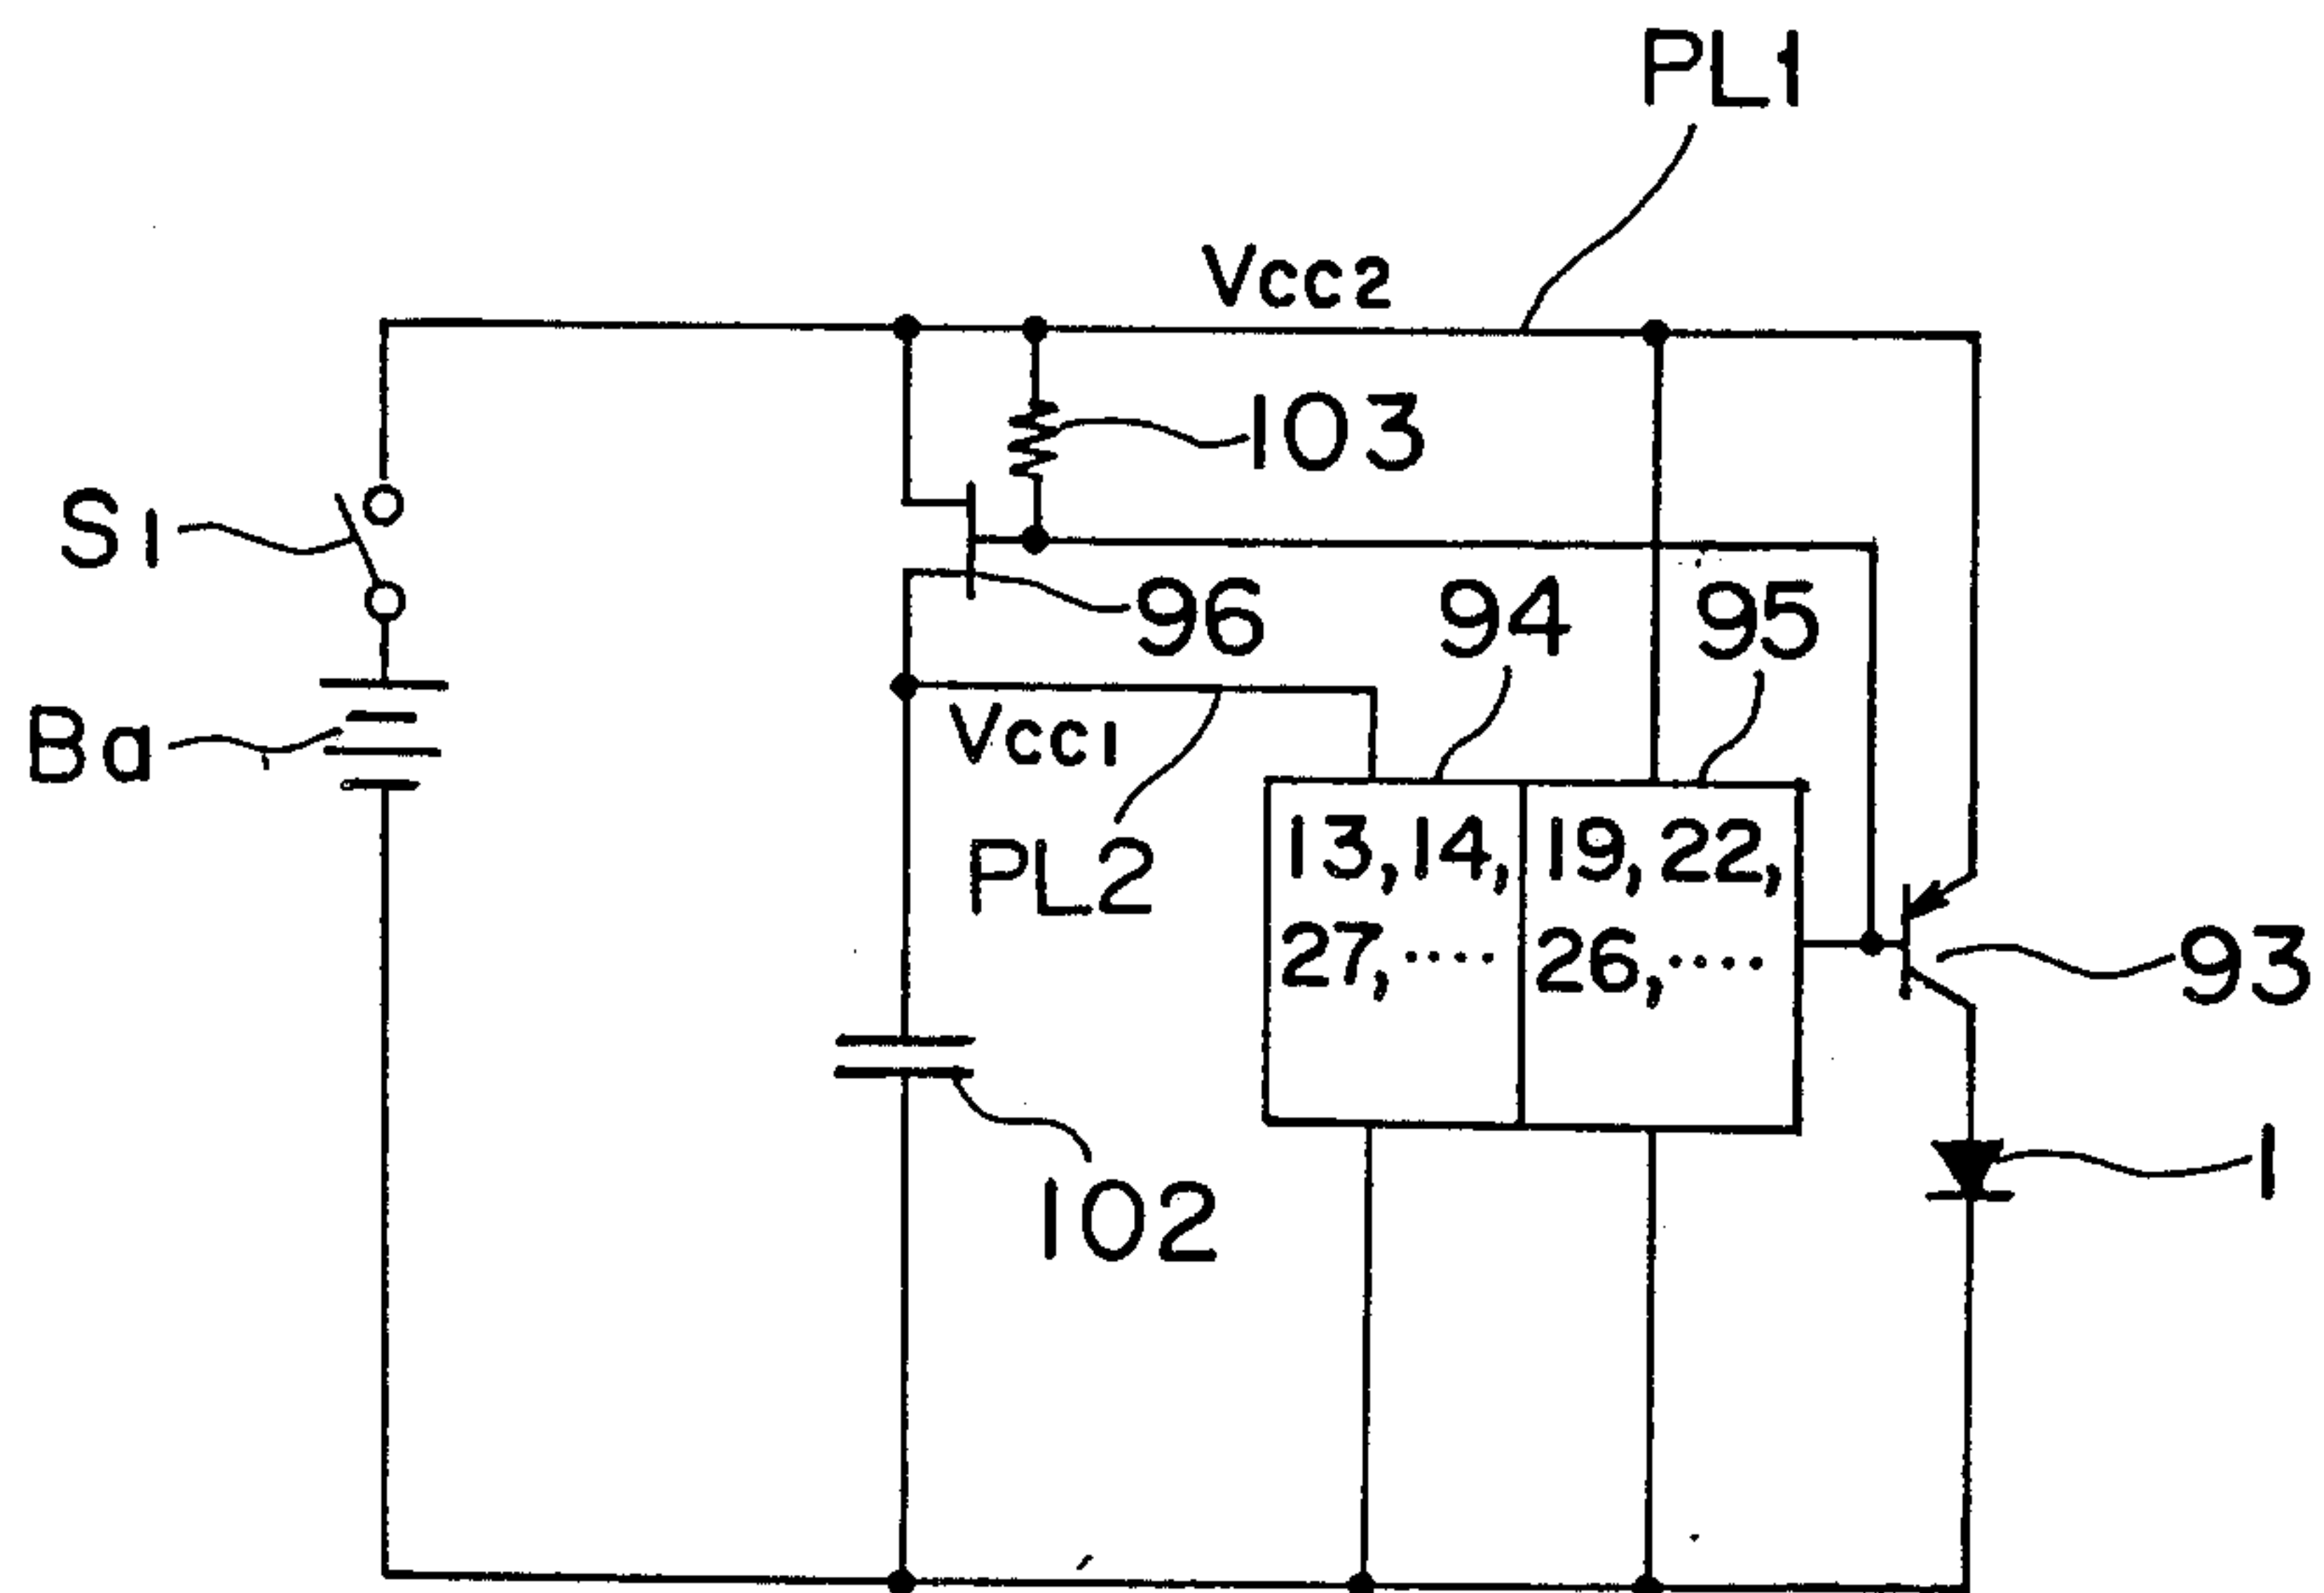 PL1
Vcc2
103
S1
96
94
95
Ba
Vcc1
PL2
13,14,
27,····
19,22,
26,····
93
102
1